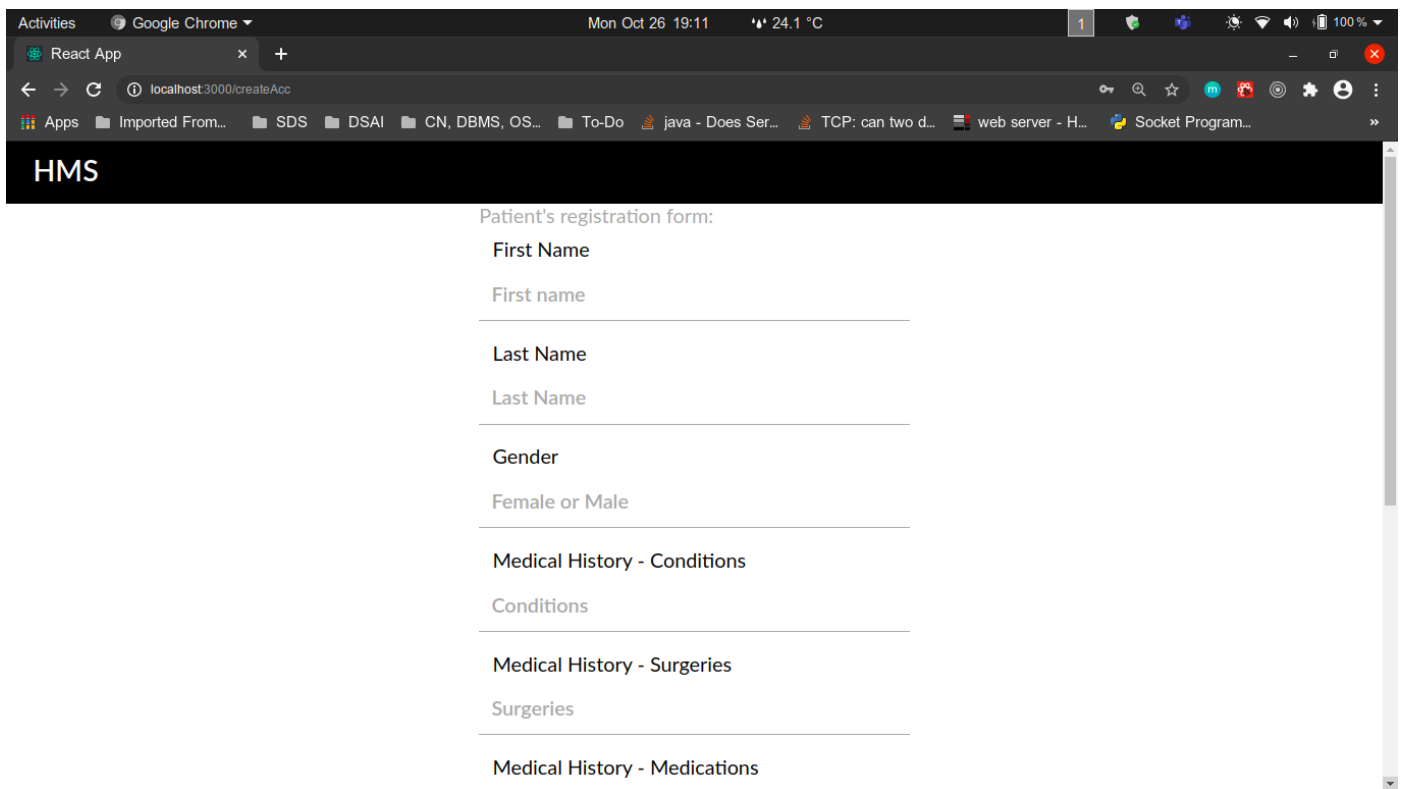 Activities Google Chrome Mon Oct 26 19:11 24.1 °C 1 100 %
React App
localhost:3000/createAcc
Apps Imported From... SDS DSAI CN, DBMS, OS... To-Do java - Does Ser... TCP: can two d... web server - H... Socket Program... »
HMS
Patient's registration form:
First Name
First name
Last Name
Last Name
Gender
Female or Male
Medical History - Conditions
Conditions
Medical History - Surgeries
Surgeries
Medical History - Medications